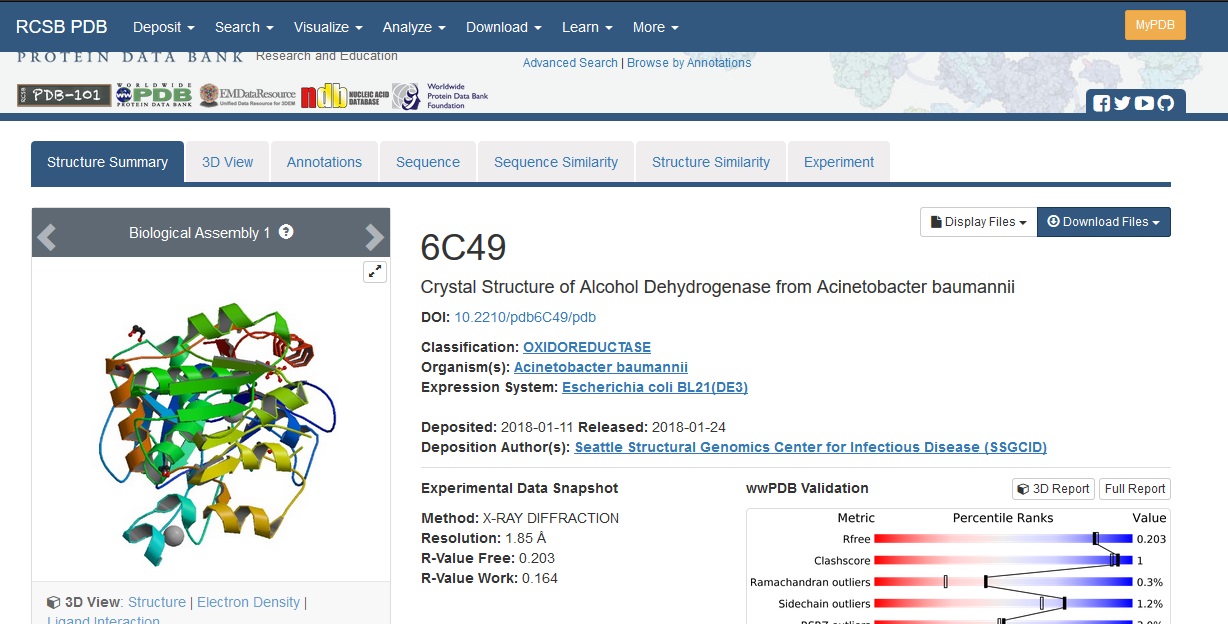 RCSB PDB Deposit Search Visualize Analyze Download Learn More MyPDB
PROTEIN DATA BANK Research and Education
Advanced Search | Browse by Annotations
RCSB PDB-101 WORLDWIDE PDB PROTEIN DATA BANK EMDataResource Unified Data Resource for 3DEM ndb NUCLEIC ACID DATABASE Worldwide Protein Data Bank Foundation
Structure Summary 3D View Annotations Sequence Sequence Similarity Structure Similarity Experiment
Biological Assembly 1 ?
Display Files Download Files
6C49
Crystal Structure of Alcohol Dehydrogenase from Acinetobacter baumannii
DOI: 10.2210/pdb6C49/pdb
Classification: OXIDOREDUCTASE
Organism(s): Acinetobacter baumannii
Expression System: Escherichia coli BL21(DE3)
Deposited: 2018-01-11 Released: 2018-01-24
Deposition Author(s): Seattle Structural Genomics Center for Infectious Disease (SSGCID)
Experimental Data Snapshot
Method: X-RAY DIFFRACTION
Resolution: 1.85 Å
R-Value Free: 0.203
R-Value Work: 0.164
wwPDB Validation 3D Report Full Report
Metric Percentile Ranks Value
Rfree 0.203
Clashscore 1
Ramachandran outliers 0.3%
Sidechain outliers 1.2%
RSRZ outliers
3D View: Structure | Electron Density |
Ligand Interaction